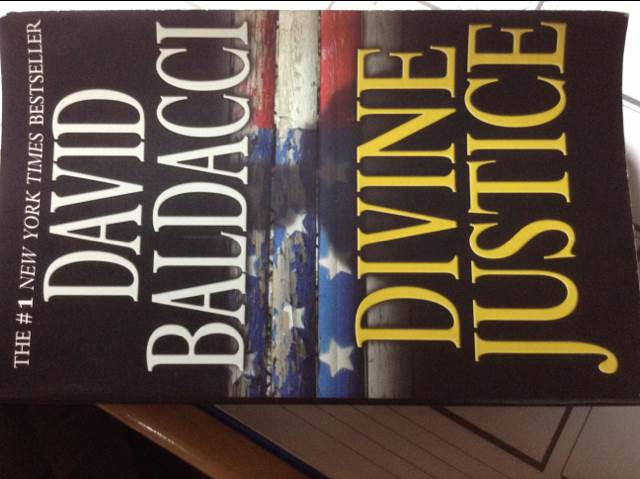 THE #1 NEW YORK TIMES BESTSELLER
DAVID
BALDACCI
DIVINE
JUSTICE